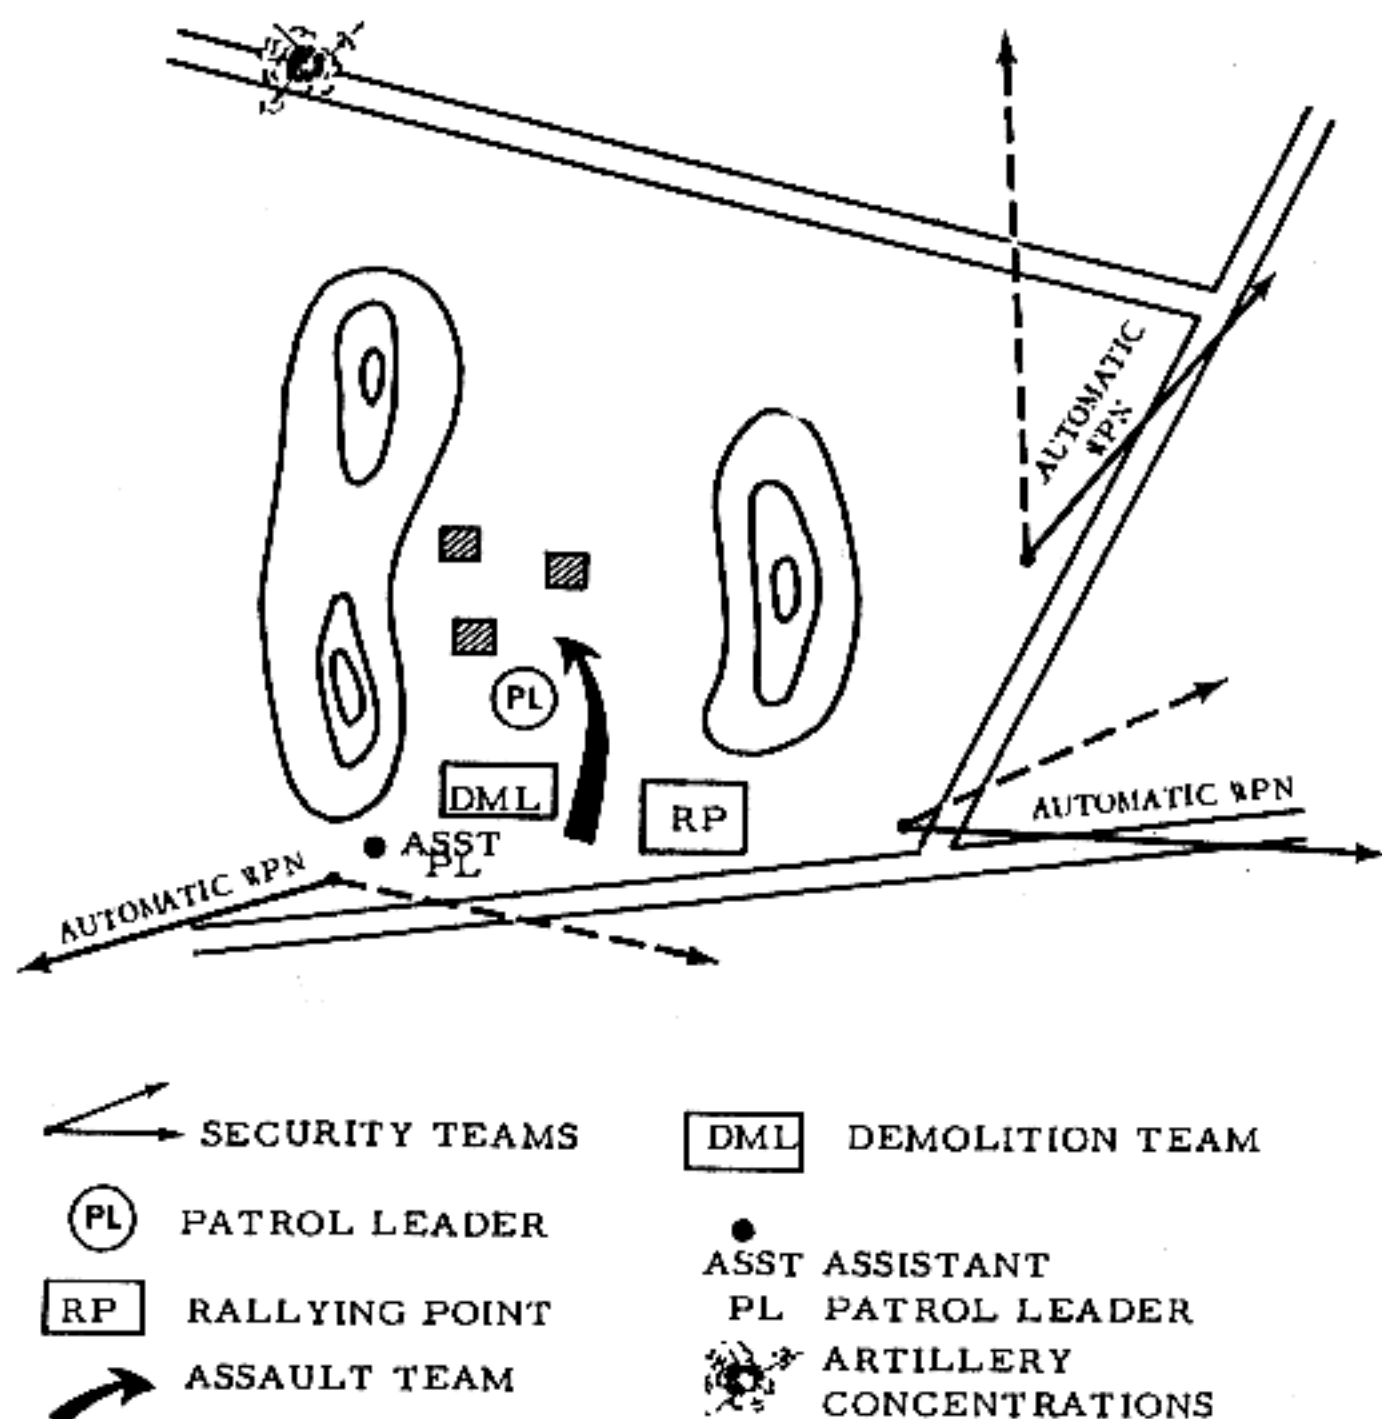 AUTOMATIC
WPN
PL
DML
RP
AUTOMATIC WPN
ASST
PL
AUTOMATIC WPN
SECURITY TEAMS
DML DEMOLITION TEAM
PL PATROL LEADER
ASST ASSISTANT
PL PATROL LEADER
RP RALLYING POINT
ASSAULT TEAM
ARTILLERY
CONCENTRATIONS